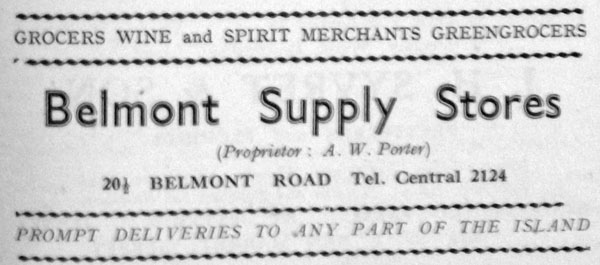 GROCERS WINE and SPIRIT MERCHANTS GREENGROCERS
Belmont Supply Stores
(Proprietor : A. W. Porter)
20½ BELMONT ROAD Tel. Central 2124
PROMPT DELIVERIES TO ANY PART OF THE ISLAND